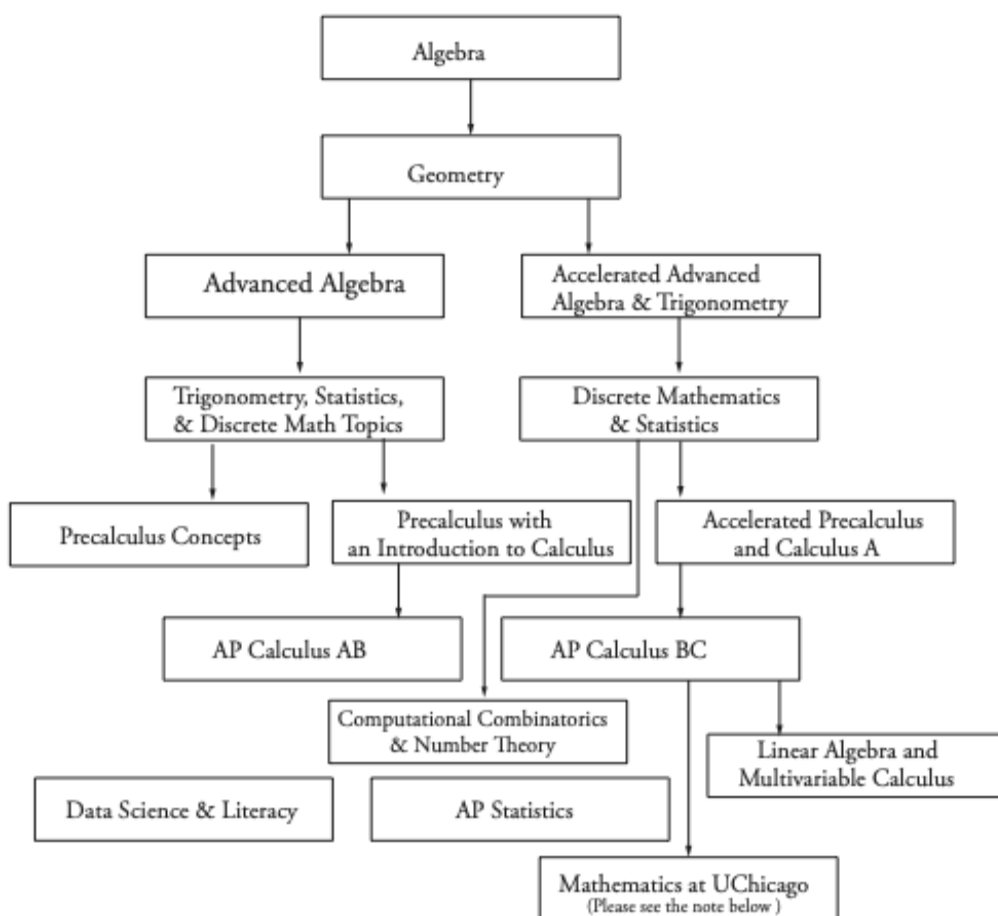 Algebra
Geometry
Advanced Algebra
Accelerated Advanced
Algebra & Trigonometry
Trigonometry, Statistics,
& Discrete Math Topics
Discrete Mathematics
& Statistics
Precalculus Concepts
Precalculus with
an Introduction to Calculus
Accelerated Precalculus
and Calculus A
AP Calculus AB
AP Calculus BC
Computational Combinatorics
& Number Theory
Linear Algebra and
Multivariable Calculus
Data Science & Literacy
AP Statistics
Mathematics at UChicago
(Please see the note below )